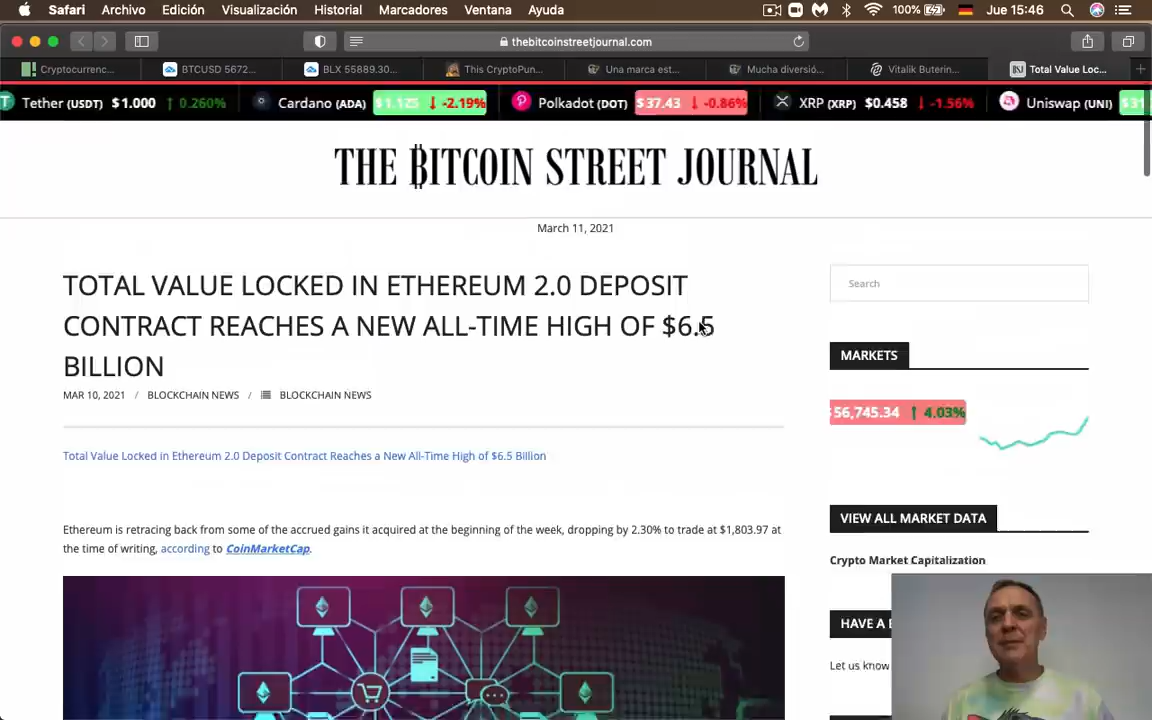 Safari Archivo Edición Visualización Historial Marcadores Ventana Ayuda 100% Jue 15:46
thebitcoinstreetjournal.com
Cryptocurrenc... BTCUSD 5672... BLX 55889.30... This CryptoPun... Una marca est... Mucha diversió... Vitalik Buterin... Total Value Loc...
Tether (USDT) $1.000 ↑ 0.260% Cardano (ADA) $1.125 ↓ -2.19% Polkadot (DOT) $37.43 ↓ -0.86% XRP (XRP) $0.458 ↓ -1.56% Uniswap (UNI)
THE ₿ITCOIN STREET JOURNAL
March 11, 2021
TOTAL VALUE LOCKED IN ETHEREUM 2.0 DEPOSIT
CONTRACT REACHES A NEW ALL-TIME HIGH OF $6.5
BILLION
MAR 10, 2021 / BLOCKCHAIN NEWS / BLOCKCHAIN NEWS
Total Value Locked in Ethereum 2.0 Deposit Contract Reaches a New All-Time High of $6.5 Billion
Ethereum is retracing back from some of the accrued gains it acquired at the beginning of the week, dropping by 2.30% to trade at $1,803.97 at
the time of writing, according to CoinMarketCap.
Search
MARKETS
56,745.34 ↑ 4.03%
VIEW ALL MARKET DATA
Crypto Market Capitalization
HAVE A
Let us know